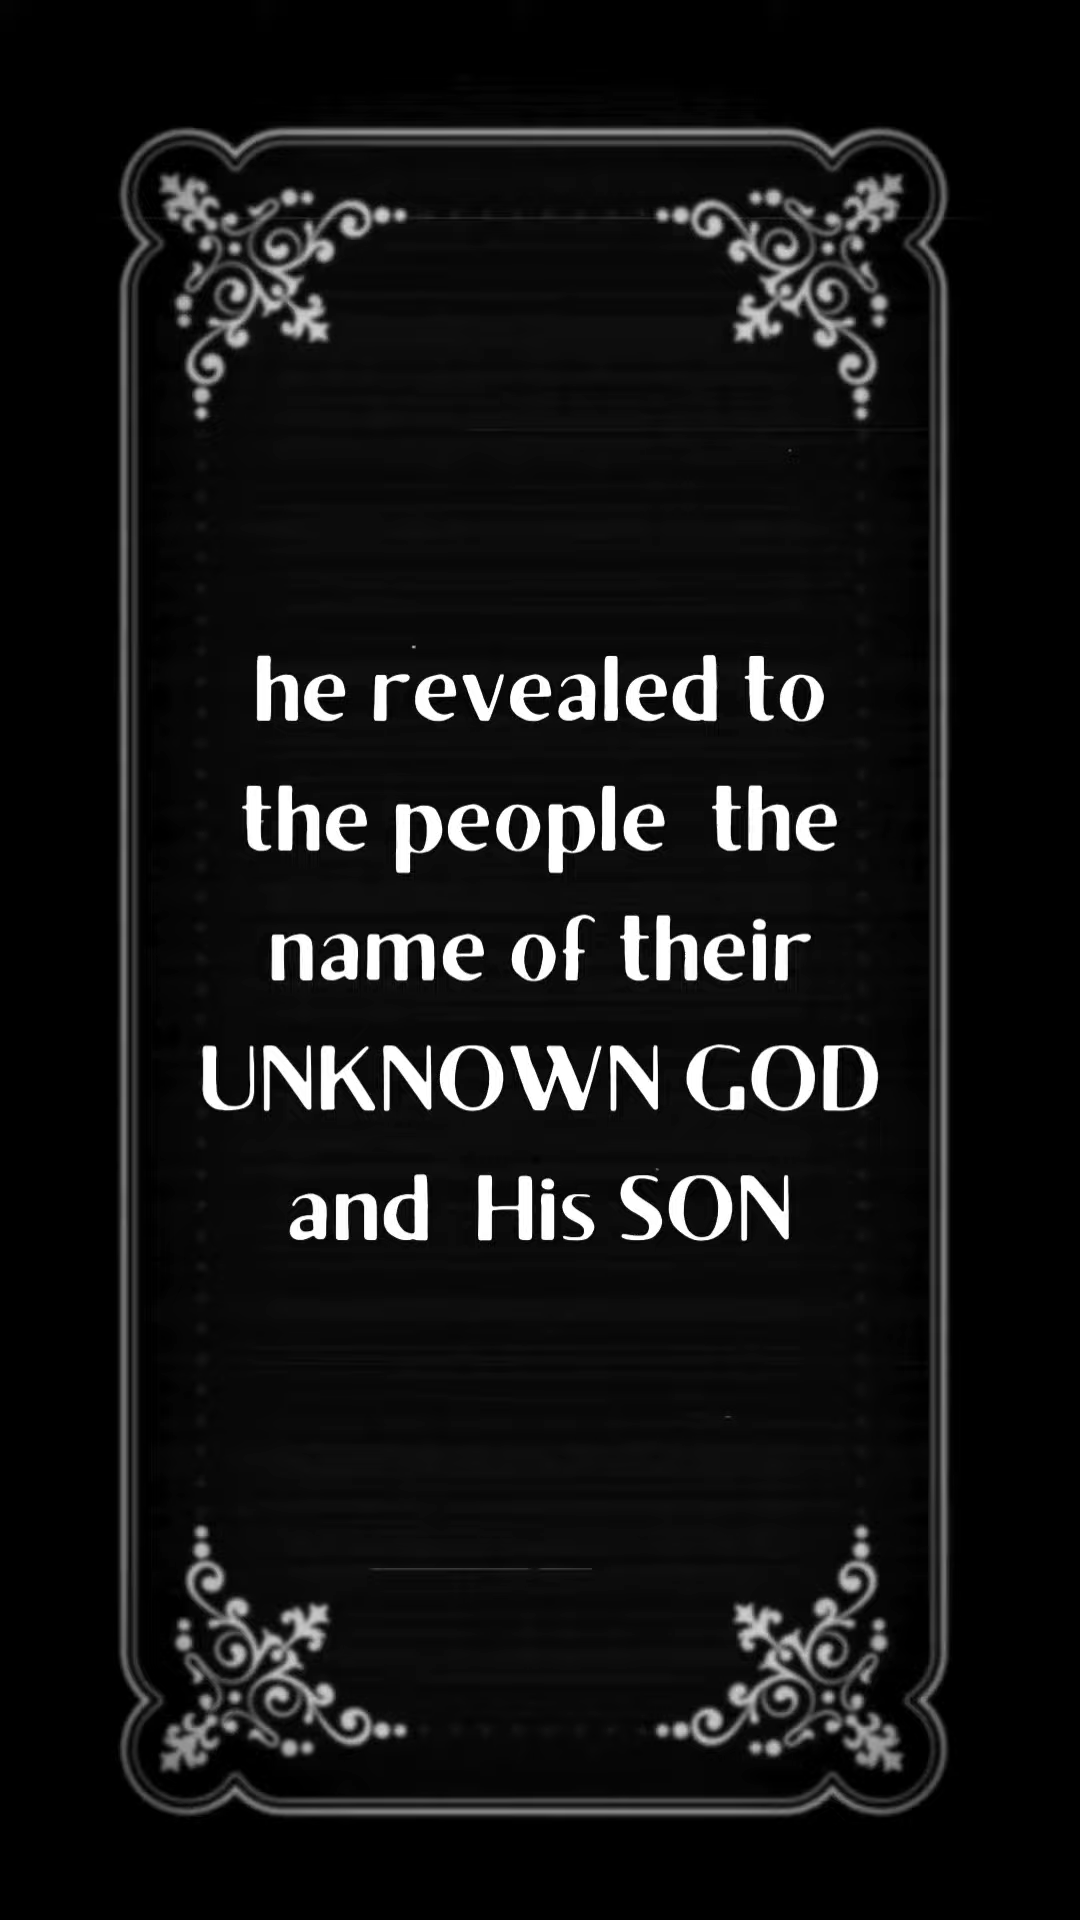 he revealed to
the people  the
name of their
UNKNOWN GOD
and  His SON